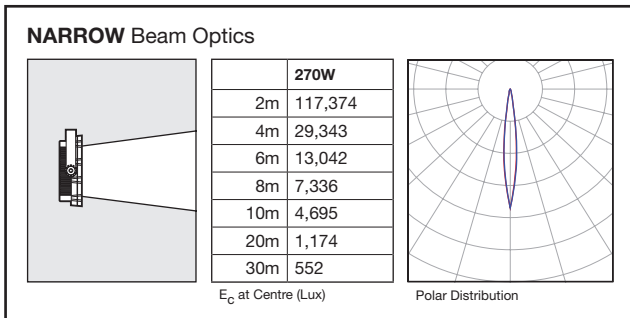 NARROW Beam Optics
270W
2m 117,374
4m 29,343
6m 13,042
8m 7,336
10m 4,695
20m 1,174
30m 552
E_C at Centre (Lux)
Polar Distribution